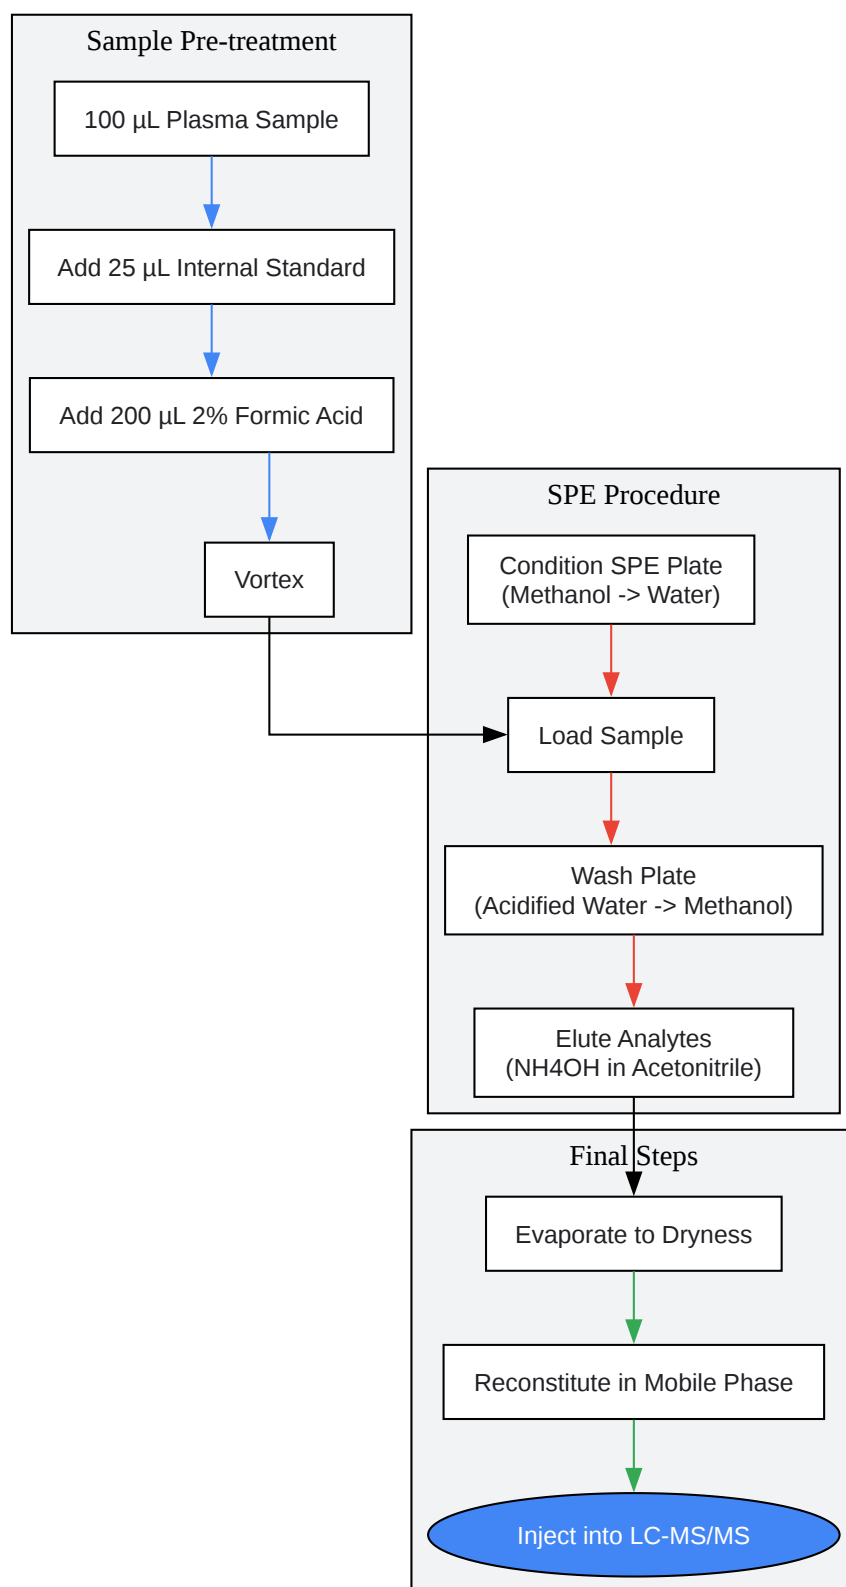 Sample Pre-treatment
100 µL Plasma Sample
Add 25 µL Internal Standard
Add 200 µL 2% Formic Acid
Vortex
SPE Procedure
Condition SPE Plate
(Methanol -> Water)
Load Sample
Wash Plate
(Acidified Water -> Methanol)
Elute Analytes
(NH4OH in Acetonitrile)
Final Steps
Evaporate to Dryness
Reconstitute in Mobile Phase
Inject into LC-MS/MS